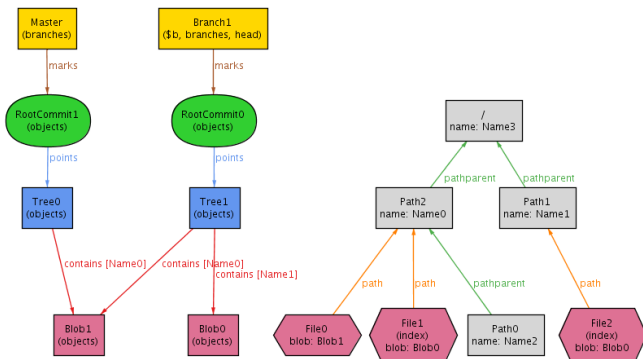 Master
(branches)
Branch1
($b, branches, head)
marks
marks
RootCommit1
(objects)
RootCommit0
(objects)
/
name: Name3
points
points
pathparent
pathparent
Tree0
(objects)
Tree1
(objects)
Path2
name: Name0
Path1
name: Name1
contains [Name0]
contains [Name0]
contains [Name1]
path
path
pathparent
path
Blob1
(objects)
Blob0
(objects)
File0
blob: Blob1
File1
(index)
blob: Blob0
Path0
name: Name2
File2
(index)
blob: Blob0